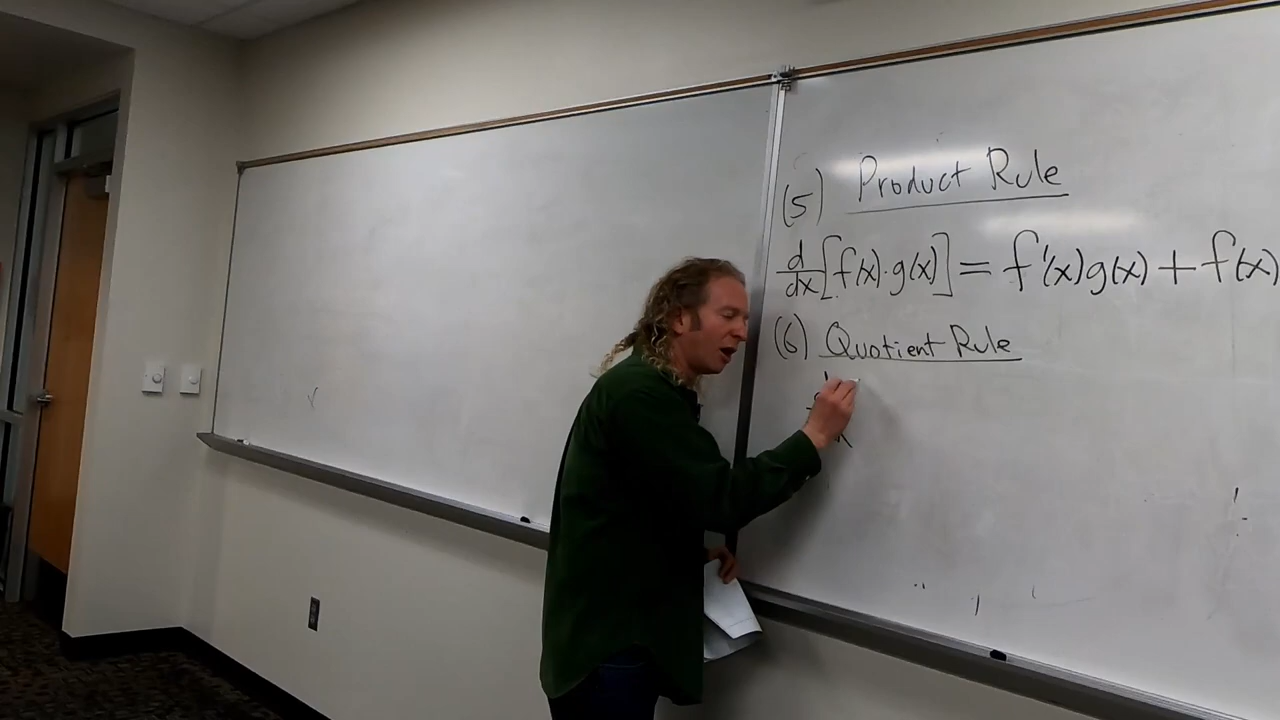 (5) Product Rule
d/dx [f(x)·g(x)] = f'(x)g(x) + f(x)
(6) Quotient Rule